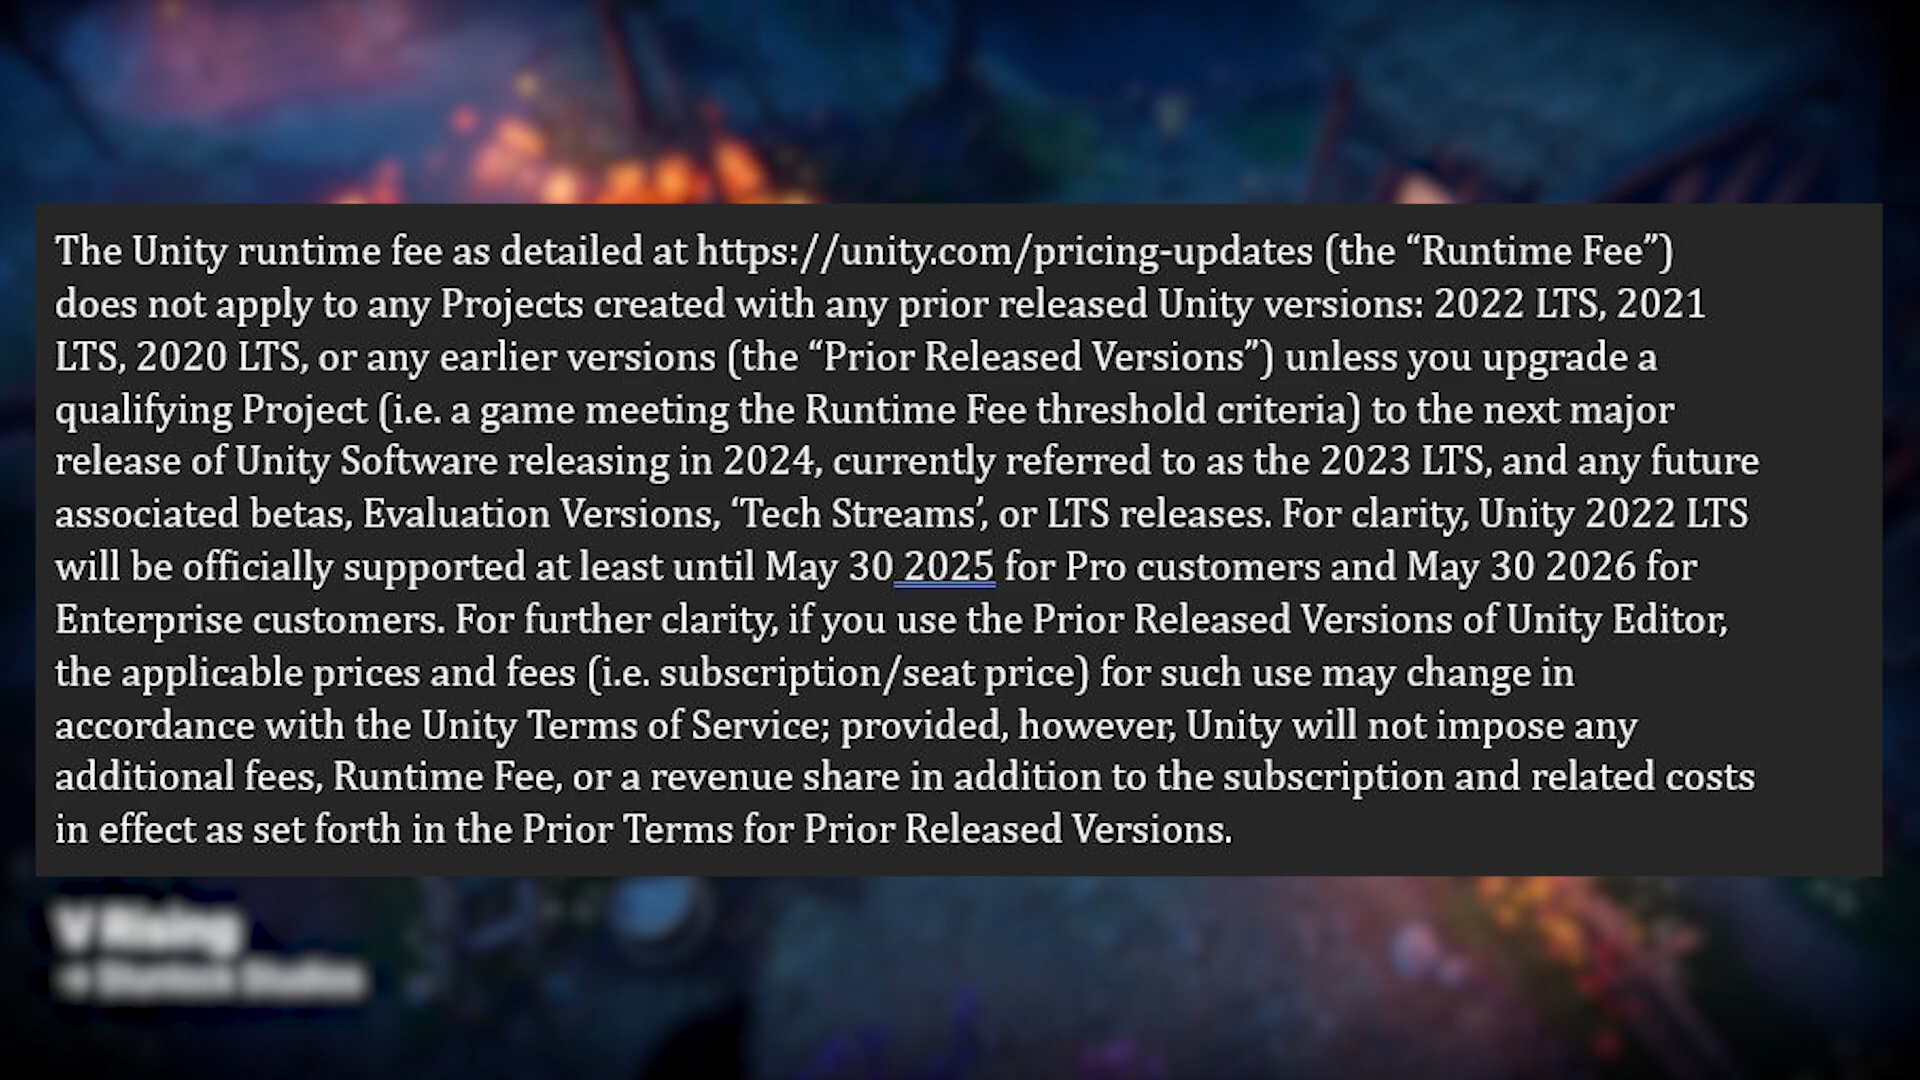 The Unity runtime fee as detailed at https://unity.com/pricing-updates (the “Runtime Fee”)
does not apply to any Projects created with any prior released Unity versions: 2022 LTS, 2021
LTS, 2020 LTS, or any earlier versions (the “Prior Released Versions”) unless you upgrade a
qualifying Project (i.e. a game meeting the Runtime Fee threshold criteria) to the next major
release of Unity Software releasing in 2024, currently referred to as the 2023 LTS, and any future
associated betas, Evaluation Versions, ‘Tech Streams’, or LTS releases. For clarity, Unity 2022 LTS
will be officially supported at least until May 30 2025 for Pro customers and May 30 2026 for
Enterprise customers. For further clarity, if you use the Prior Released Versions of Unity Editor,
the applicable prices and fees (i.e. subscription/seat price) for such use may change in
accordance with the Unity Terms of Service; provided, however, Unity will not impose any
additional fees, Runtime Fee, or a revenue share in addition to the subscription and related costs
in effect as set forth in the Prior Terms for Prior Released Versions.
V Rising